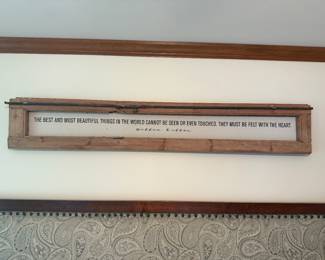 THE BEST AND MOST BEAUTIFUL THINGS IN THE WORLD CANNOT BE SEEN OR EVEN TOUCHED. THEY MUST BE FELT WITH THE HEART.